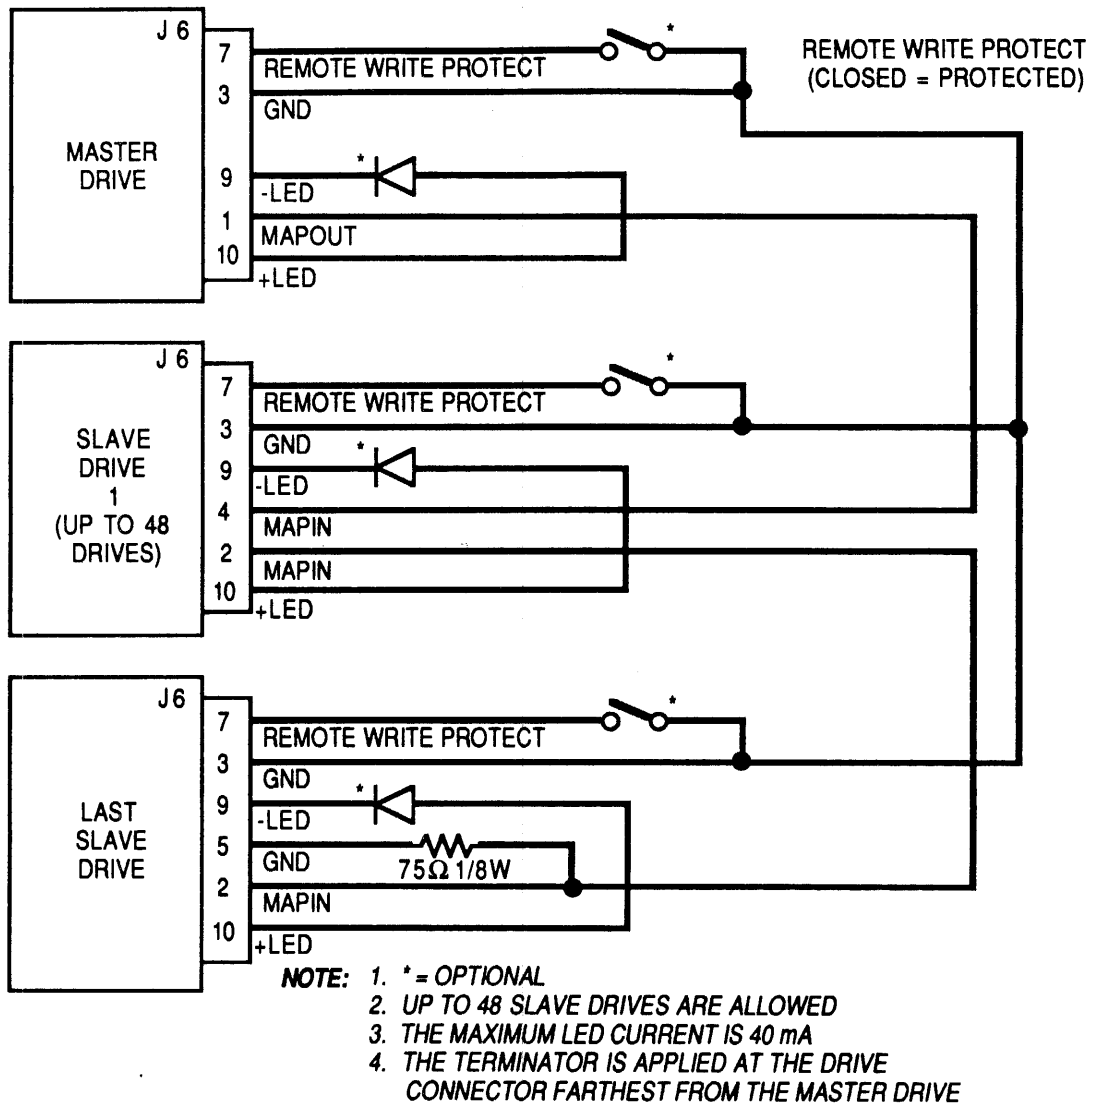 J 6
7
REMOTE WRITE PROTECT
*
REMOTE WRITE PROTECT
(CLOSED = PROTECTED)
3
GND
MASTER
DRIVE
9
-LED
*
1
MAPOUT
10
+LED
J 6
7
REMOTE WRITE PROTECT
*
3
GND
SLAVE
DRIVE
1
(UP TO 48
DRIVES)
9
-LED
*
4
MAPIN
2
MAPIN
10
+LED
J6
7
REMOTE WRITE PROTECT
*
3
GND
LAST
SLAVE
DRIVE
9
-LED
*
5
GND
75Ω 1/8W
2
MAPIN
10
+LED
NOTE: 1. * = OPTIONAL
2. UP TO 48 SLAVE DRIVES ARE ALLOWED
3. THE MAXIMUM LED CURRENT IS 40 mA
4. THE TERMINATOR IS APPLIED AT THE DRIVE
CONNECTOR FARTHEST FROM THE MASTER DRIVE